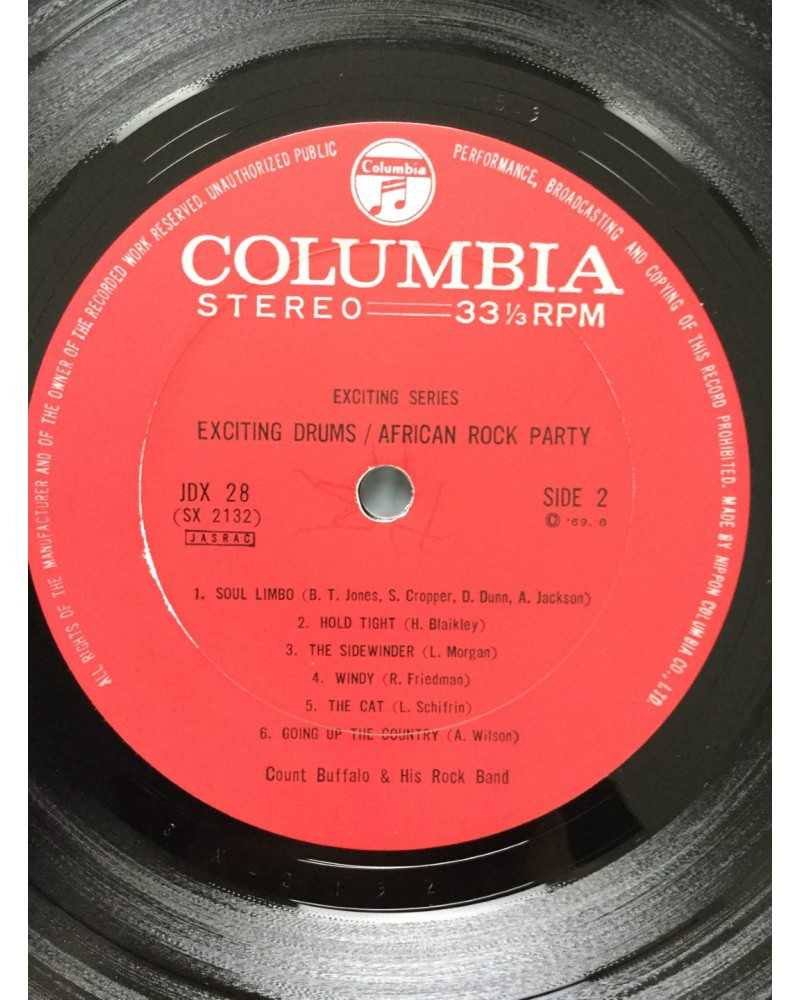 ALL RIGHTS OF THE MANUFACTURER AND OF THE OWNER OF THE RECORDED WORK RESERVED. UNAUTHORIZED PUBLIC PERFORMANCE, BROADCASTING AND COPYING OF THIS RECORD PROHIBITED. MADE BY NIPPON COLUMBIA CO., LTD.
Columbia
COLUMBIA
STEREO 33 1/3 RPM
EXCITING SERIES
EXCITING DRUMS / AFRICAN ROCK PARTY
JDX 28 SIDE 2
(SX 2132) Ⓒ '69.
JASRAC
1. SOUL LIMBO (B. T. Jones, S. Cropper, D. Dunn, A. Jackson)
2. HOLD TIGHT (H. Blaikley)
3. THE SIDEWINDER (L. Morgan)
4. WINDY (R. Friedman)
5. THE CAT (L. Schifrin)
6. GOING UP THE COUNTRY (A. Wilson)
Count Buffalo & His Rock Band